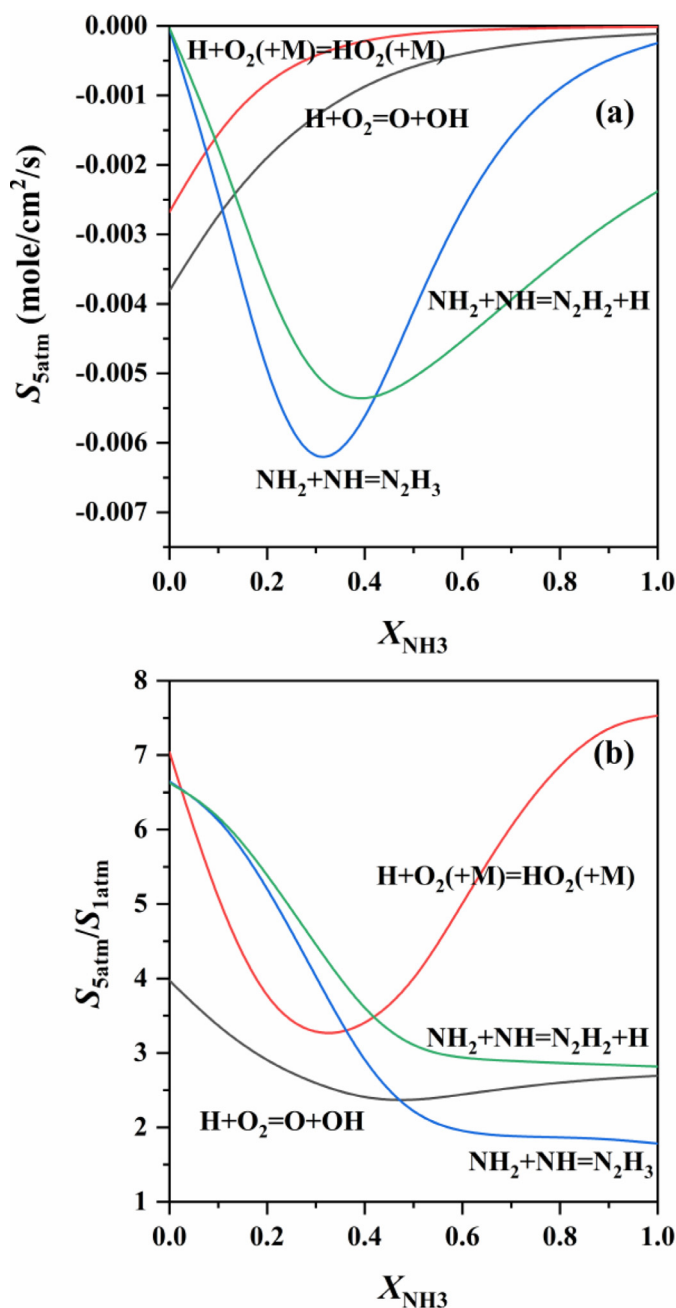 0.000
H+O₂(+M)=HO₂(+M)
-0.001
H+O₂=O+OH
(a)
-0.002
-0.003
S₅ₐₜₘ (mole/cm²/s)
-0.004
NH₂+NH=N₂H₂+H
-0.005
-0.006
NH₂+NH=N₂H₃
-0.007
0.0 0.2 0.4 0.6 0.8 1.0
X_NH3
8
(b)
7
6
H+O₂(+M)=HO₂(+M)
5
S₅ₐₜₘ/S₁ₐₜₘ
4
NH₂+NH=N₂H₂+H
3
H+O₂=O+OH
2
NH₂+NH=N₂H₃
1
0.0 0.2 0.4 0.6 0.8 1.0
X_NH3